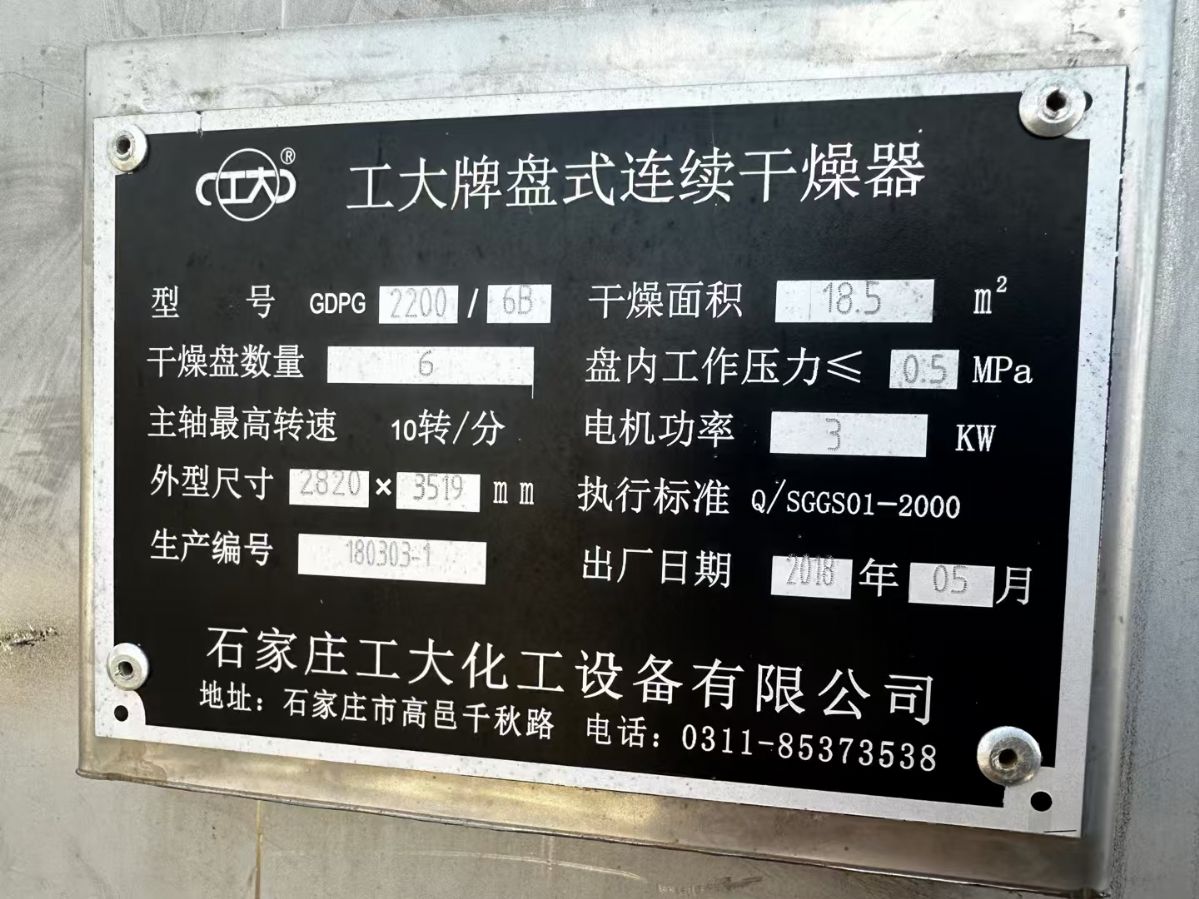 工大® 工大牌盘式连续干燥器
型 号 GDPG 2200 / 6B 干燥面积 18.5 m²
干燥盘数量 6 盘内工作压力≤ 0.5 MPa
主轴最高转速 10转/分 电机功率 3 KW
外型尺寸 2820 × 3519 mm 执行标准 Q/SGGS01-2000
生产编号 180303-1 出厂日期 2018 年 05 月
石家庄工大化工设备有限公司
地址：石家庄市高邑千秋路 电话：0311-85373538